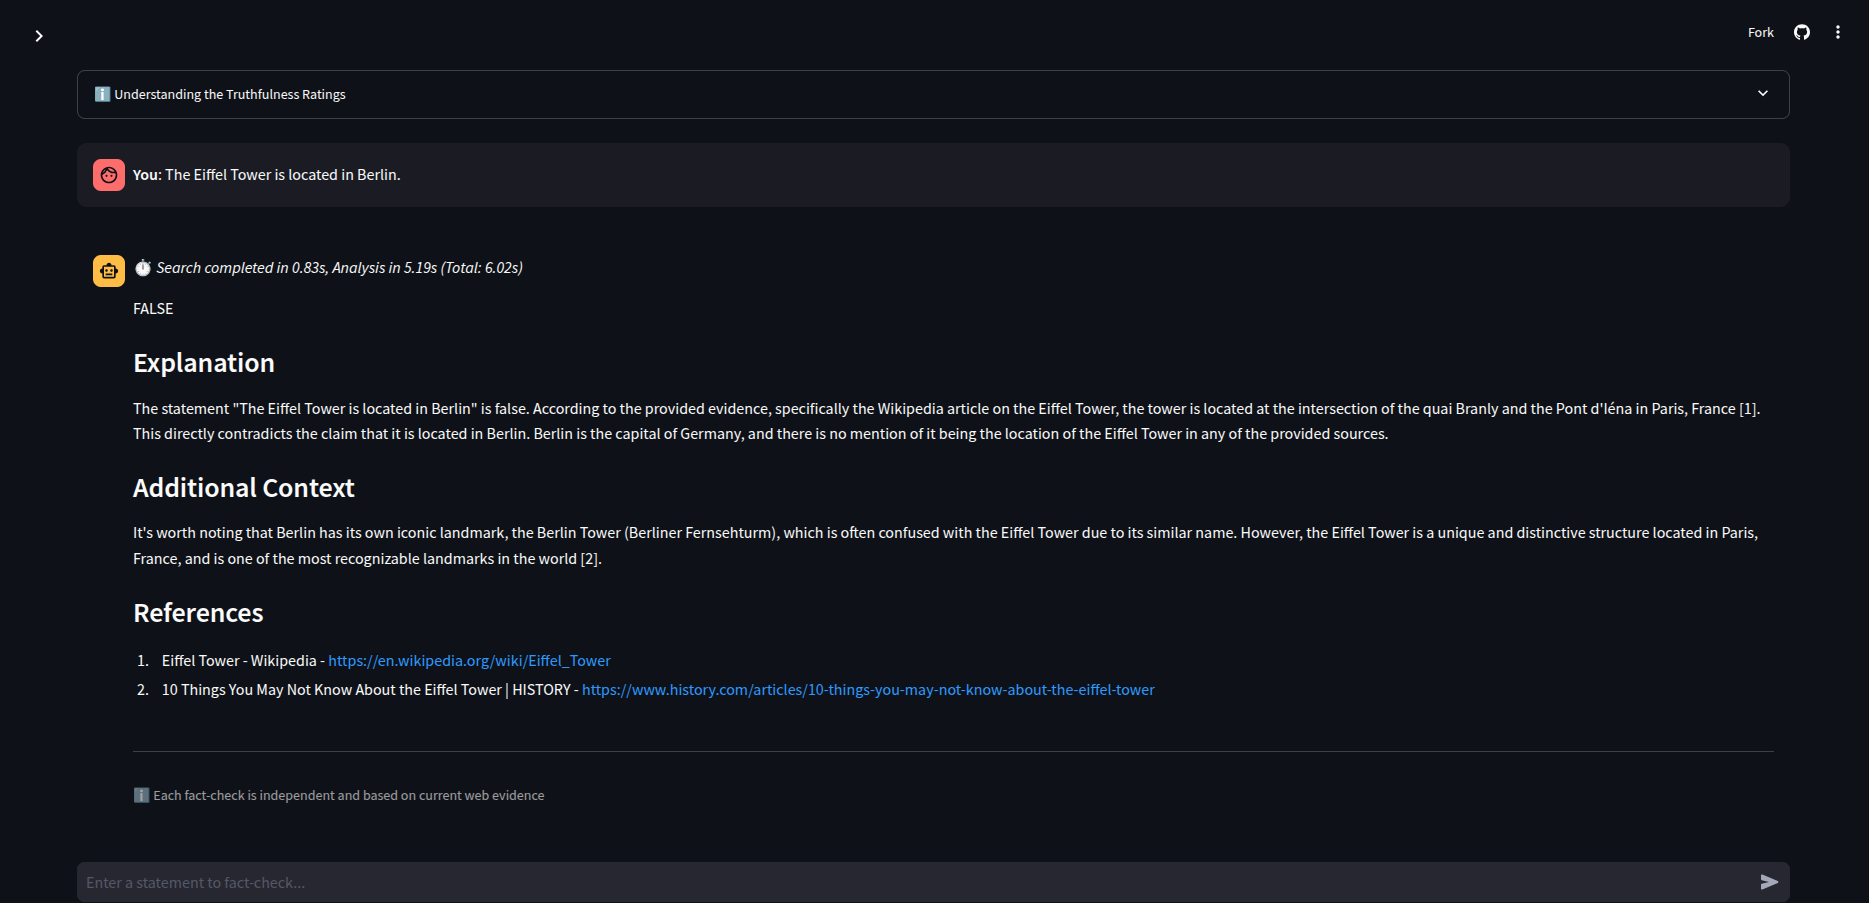 Fork
ℹ️ Understanding the Truthfulness Ratings
You: The Eiffel Tower is located in Berlin.
⏱️ Search completed in 0.83s, Analysis in 5.19s (Total: 6.02s)
FALSE
Explanation
The statement "The Eiffel Tower is located in Berlin" is false. According to the provided evidence, specifically the Wikipedia article on the Eiffel Tower, the tower is located at the intersection of the quai Branly and the Pont d'Iéna in Paris, France [1].
This directly contradicts the claim that it is located in Berlin. Berlin is the capital of Germany, and there is no mention of it being the location of the Eiffel Tower in any of the provided sources.
Additional Context
It's worth noting that Berlin has its own iconic landmark, the Berlin Tower (Berliner Fernsehturm), which is often confused with the Eiffel Tower due to its similar name. However, the Eiffel Tower is a unique and distinctive structure located in Paris,
France, and is one of the most recognizable landmarks in the world [2].
References
1. Eiffel Tower - Wikipedia - https://en.wikipedia.org/wiki/Eiffel_Tower
2. 10 Things You May Not Know About the Eiffel Tower | HISTORY - https://www.history.com/articles/10-things-you-may-not-know-about-the-eiffel-tower
ℹ️ Each fact-check is independent and based on current web evidence
Enter a statement to fact-check...